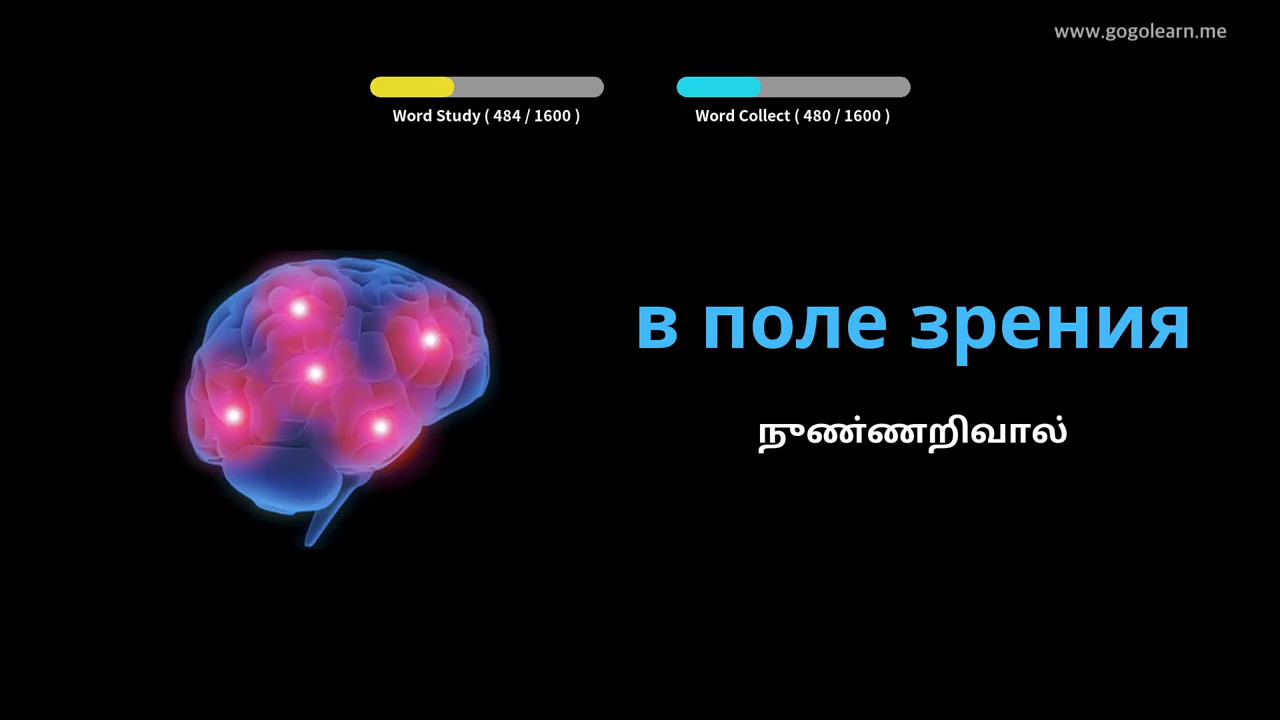 www.gogolearn.me
Word Study ( 484 / 1600 )
Word Collect ( 480 / 1600 )
в поле зрения
நுண்ணறிவால்